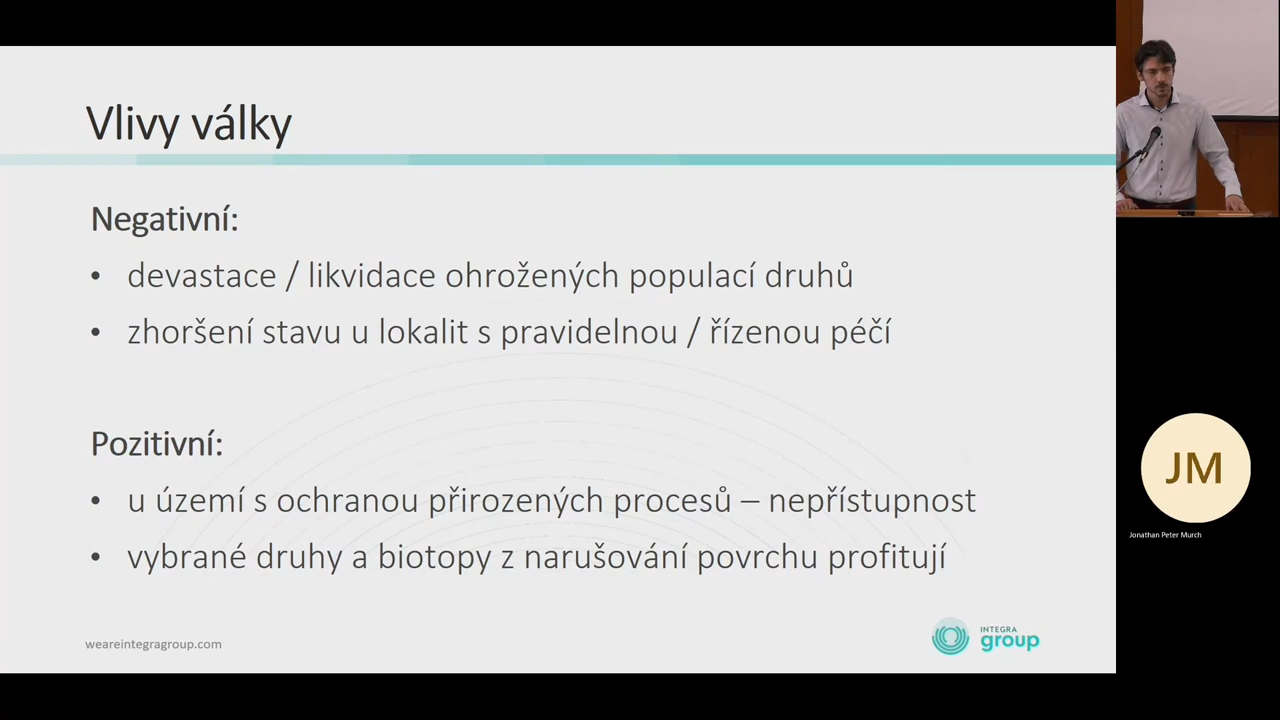 Vlivy války
Negativní:
• devastace / likvidace ohrožených populací druhů
• zhoršení stavu u lokalit s pravidelnou / řízenou péčí
Pozitivní:
• u území s ochranou přirozených procesů – nepřístupnost
• vybrané druhy a biotopy z narušování povrchu profitují
weareintegragroup.com
INTEGRA
group
JM
Jonathan Peter Murch